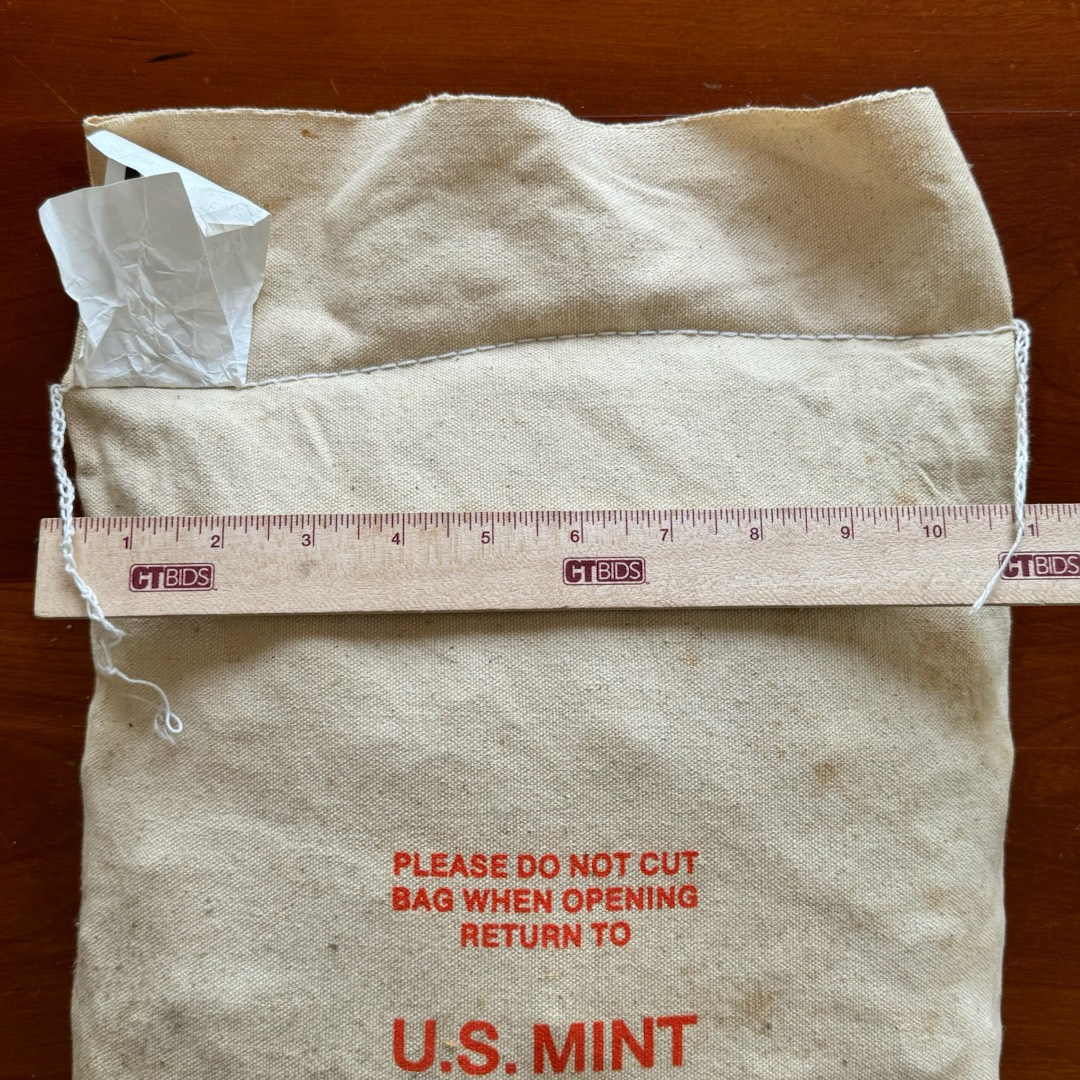 1 2 3 4 5 6 7 8 9 10 1
CTBIDS CTBIDS CTBIDS
PLEASE DO NOT CUT
BAG WHEN OPENING
RETURN TO
U.S. MINT